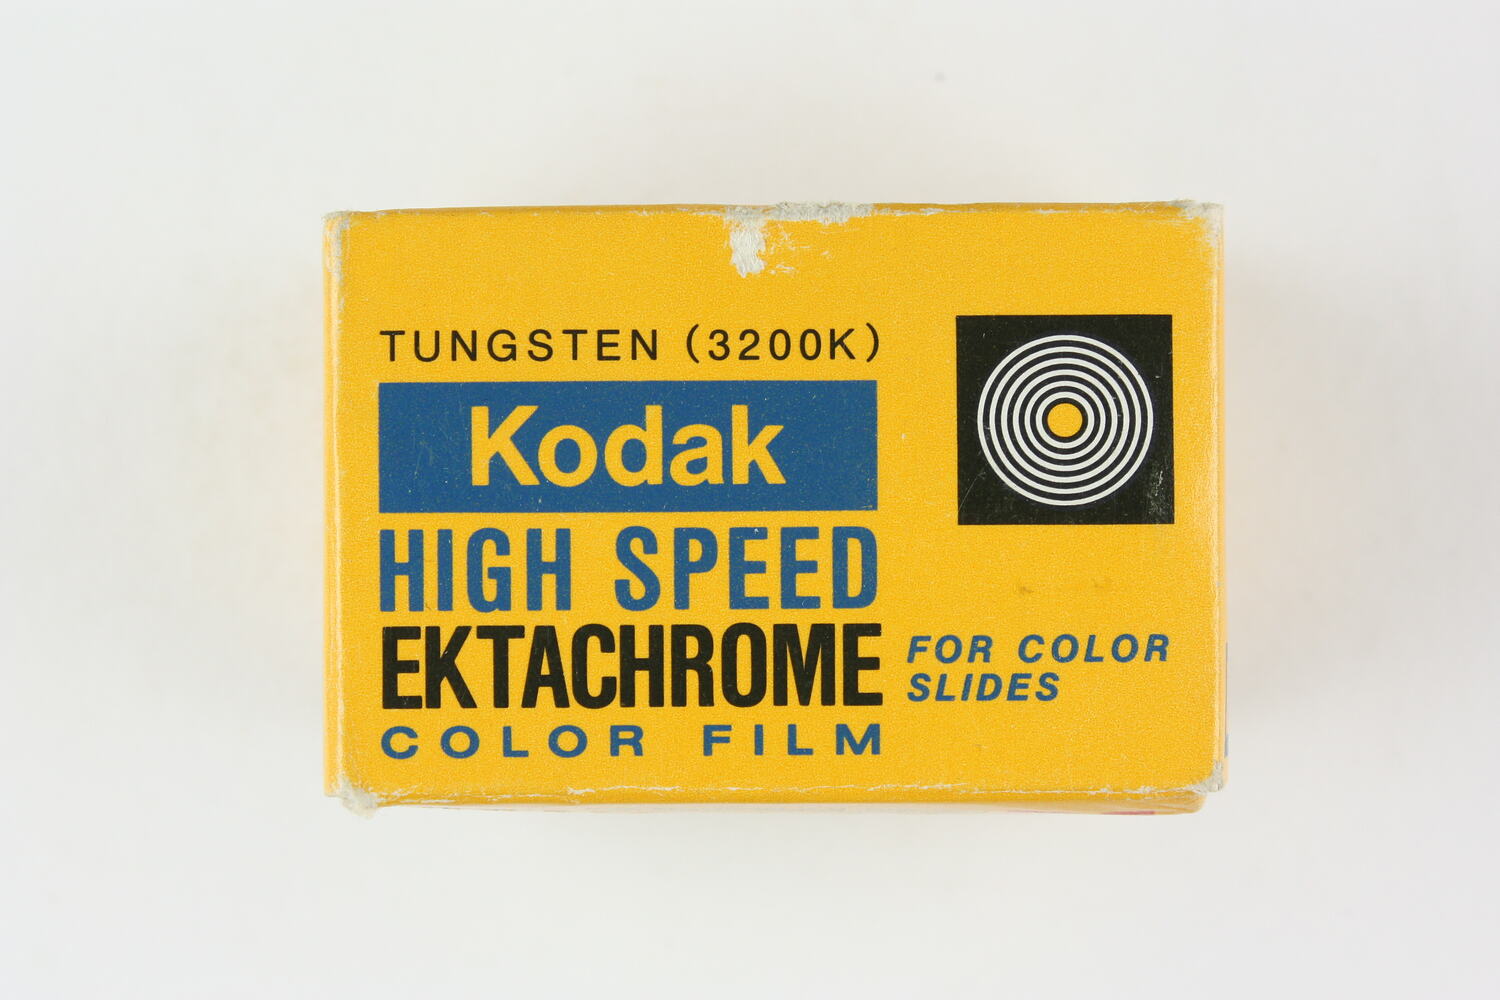 TUNGSTEN (3200K)
Kodak
HIGH SPEED
EKTACHROME
COLOR FILM
FOR COLOR
SLIDES